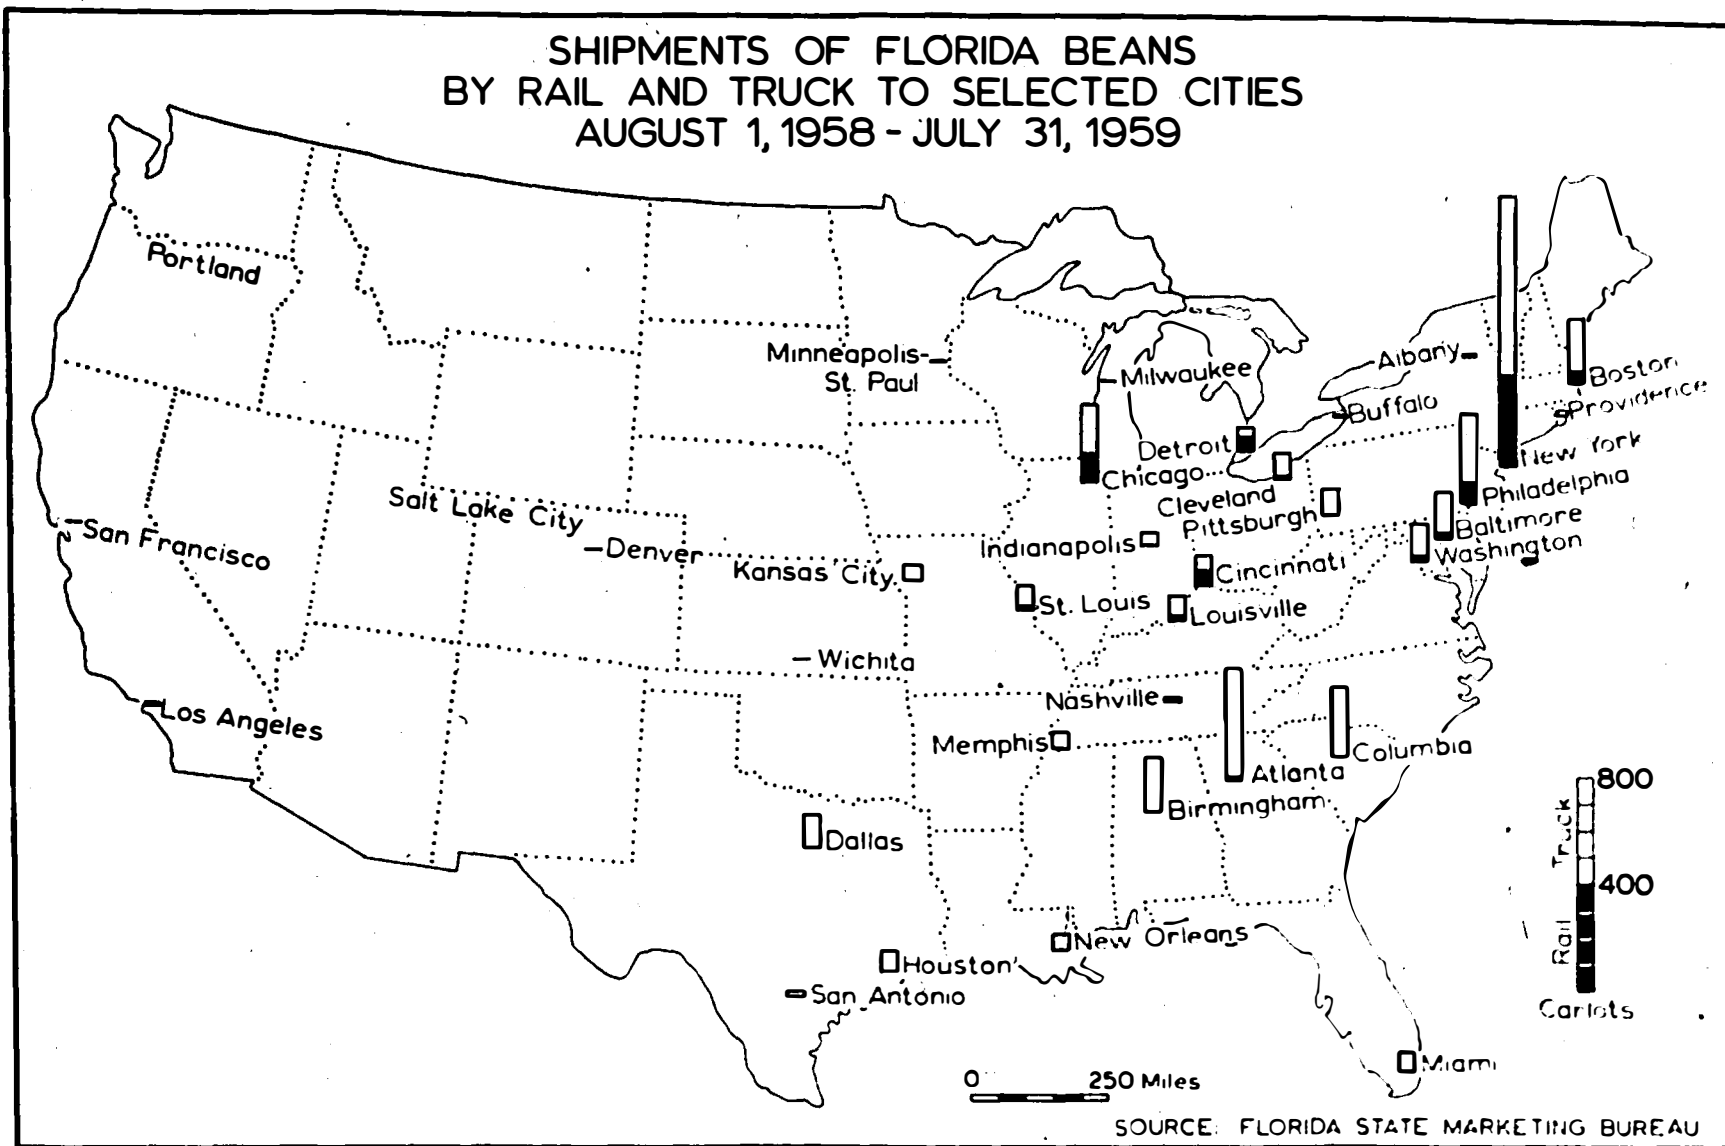 SHIPMENTS OF FLORIDA BEANS
BY RAIL AND TRUCK TO SELECTED CITIES
AUGUST 1, 1958 - JULY 31, 1959
Portland
Minneapolis-
St. Paul
Milwaukee
Albany
Buffalo
Boston
Providence
New York
Detroit
Chicago
Cleveland
Pittsburgh
Philadelphia
Baltimore
Washington
Salt Lake City
San Francisco
Denver
Kansas City
Indianapolis
Cincinnati
St. Louis
Louisville
Wichita
Nashville
Los Angeles
Memphis
Columbia
Atlanta
Birmingham
Dallas
New Orleans
Houston
San Antonio
Miami
800
Truck
400
Rail
Carlots
0 250 Miles
SOURCE: FLORIDA STATE MARKETING BUREAU